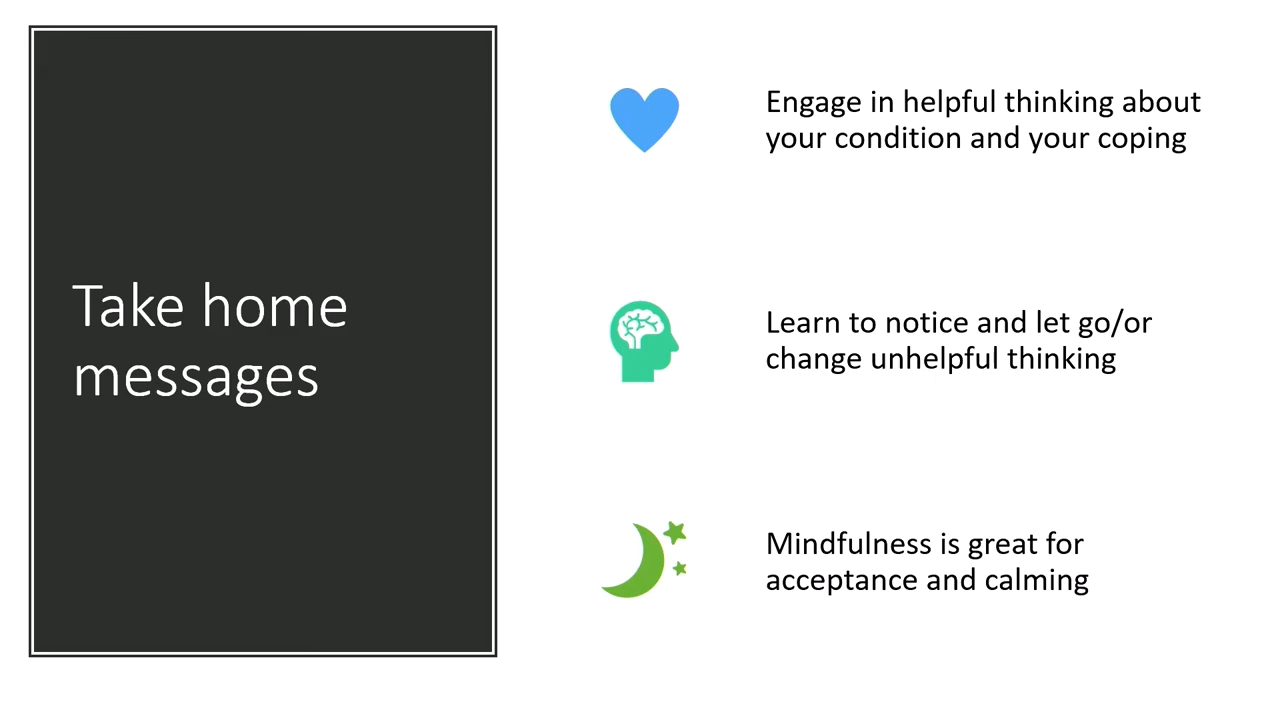 Take home
messages
Engage in helpful thinking about
your condition and your coping
Learn to notice and let go/or
change unhelpful thinking
Mindfulness is great for
acceptance and calming